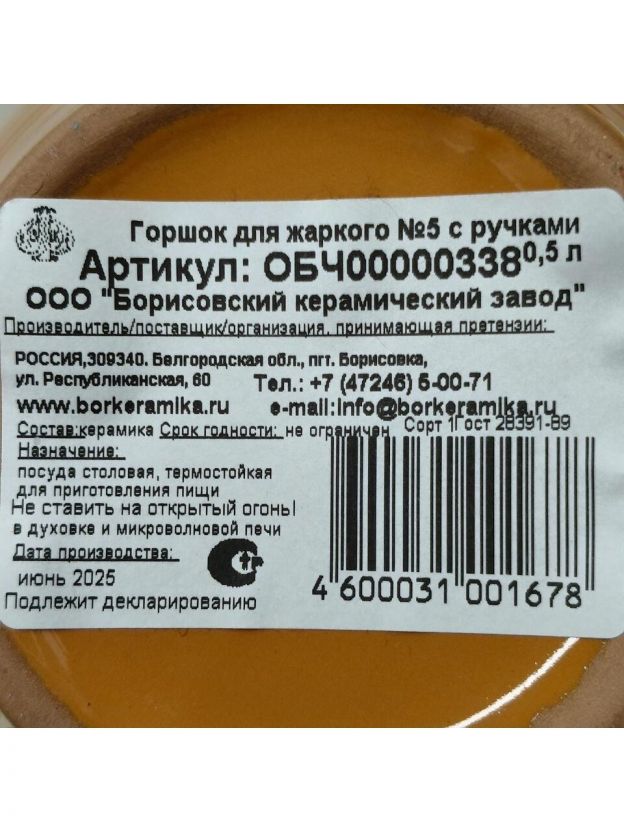 Горшок для жаркого №5 с ручками
Артикул: ОБЧ00000338 0,5 л
ООО "Борисовский керамический завод"
Производитель/поставщик/организация, принимающая претензии:
РОССИЯ,309340. Белгородская обл., пгт. Борисовка,
ул. Республиканская, 60 Тел.: +7 (47246) 5-00-71
www.borkeramika.ru e-mail:info@borkeramika.ru
Состав:керамика Срок годности: не ограничен Сорт 1Гост 28391-89
Назначение:
посуда столовая, термостойкая
для приготовления пищи
Не ставить на открытый огонь!
в духовке и микроволновой печи
Дата производства:
июнь 2025
Подлежит декларированию
4 600031 001678